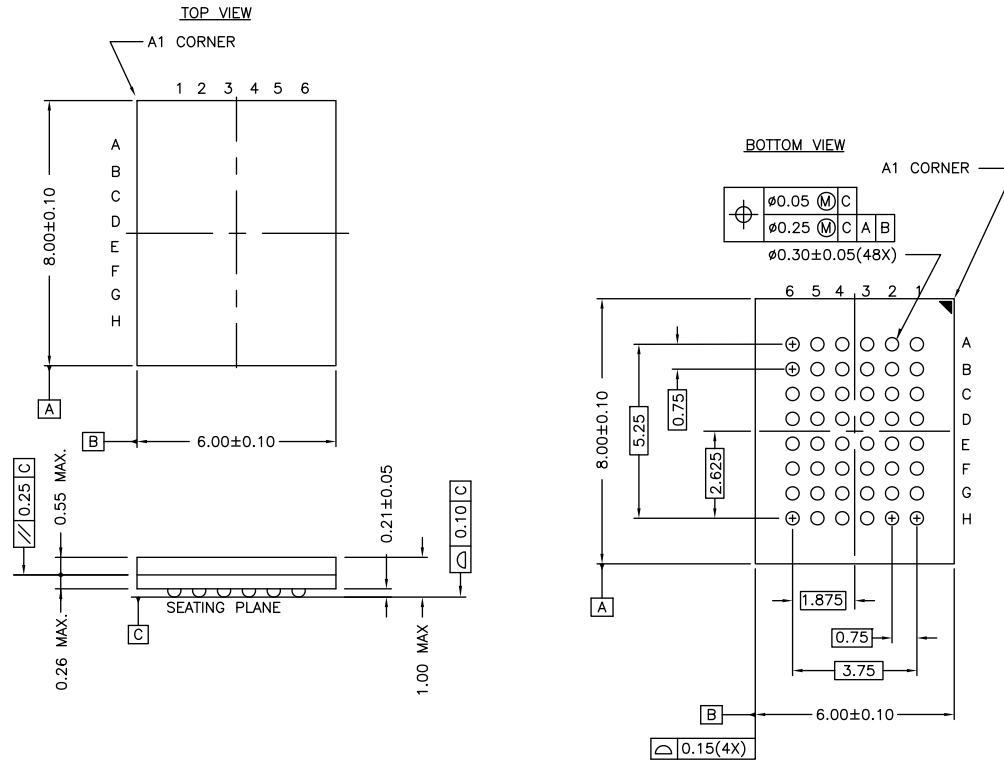 TOP VIEW
A1 CORNER
1 2 3 4 5 6
A
B
C
D
E
F
G
H
8.00±0.10
A
B
6.00±0.10
// 0.25 C
0.55 MAX.
0.21±0.05
⌓ 0.10 C
SEATING PLANE
C
0.26 MAX.
1.00 MAX
BOTTOM VIEW
A1 CORNER
⌖ ø0.05 Ⓜ C
ø0.25 Ⓜ C A B
ø0.30±0.05(48X)
6 5 4 3 2 1
A
B
C
D
E
F
G
H
8.00±0.10
5.25
0.75
2.625
A
1.875
0.75
3.75
B
6.00±0.10
⌓ 0.15(4X)